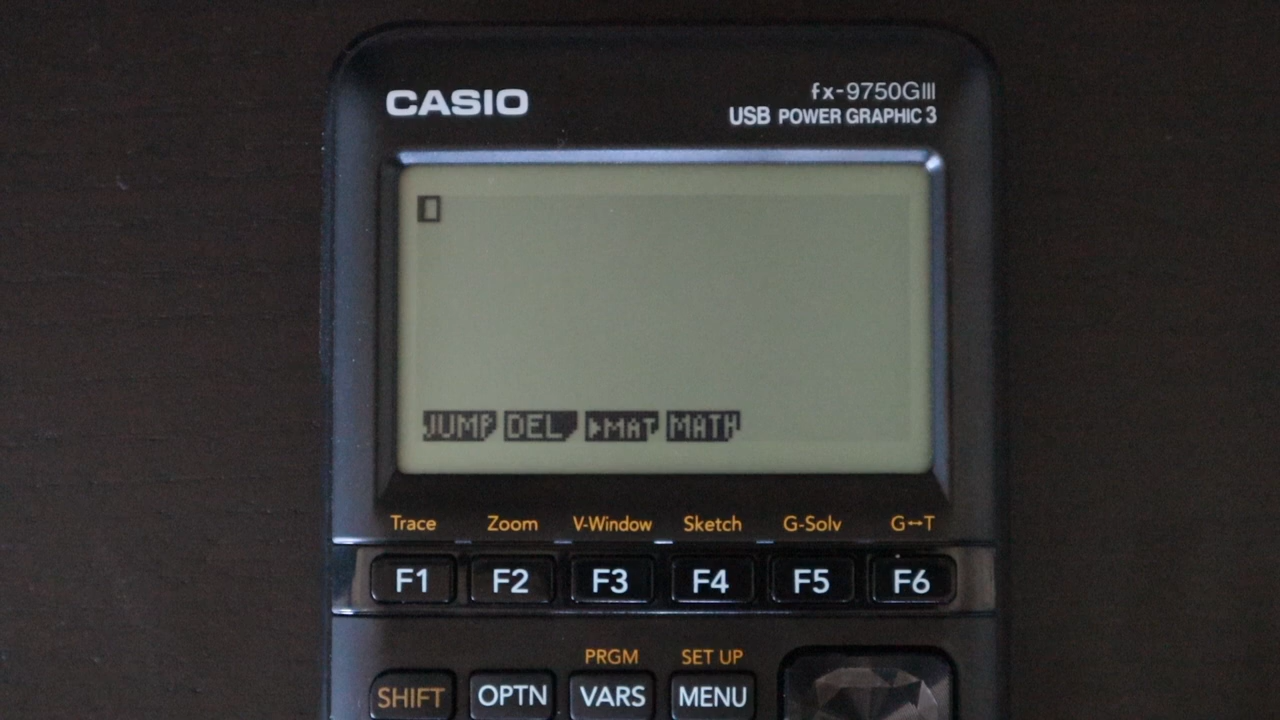 CASIO
fx-9750GIII
USB POWER GRAPHIC 3
JUMP DEL ▶MAT MATH
Trace Zoom V-Window Sketch G-Solv G↔T
F1 F2 F3 F4 F5 F6
PRGM SET UP
SHIFT OPTN VARS MENU